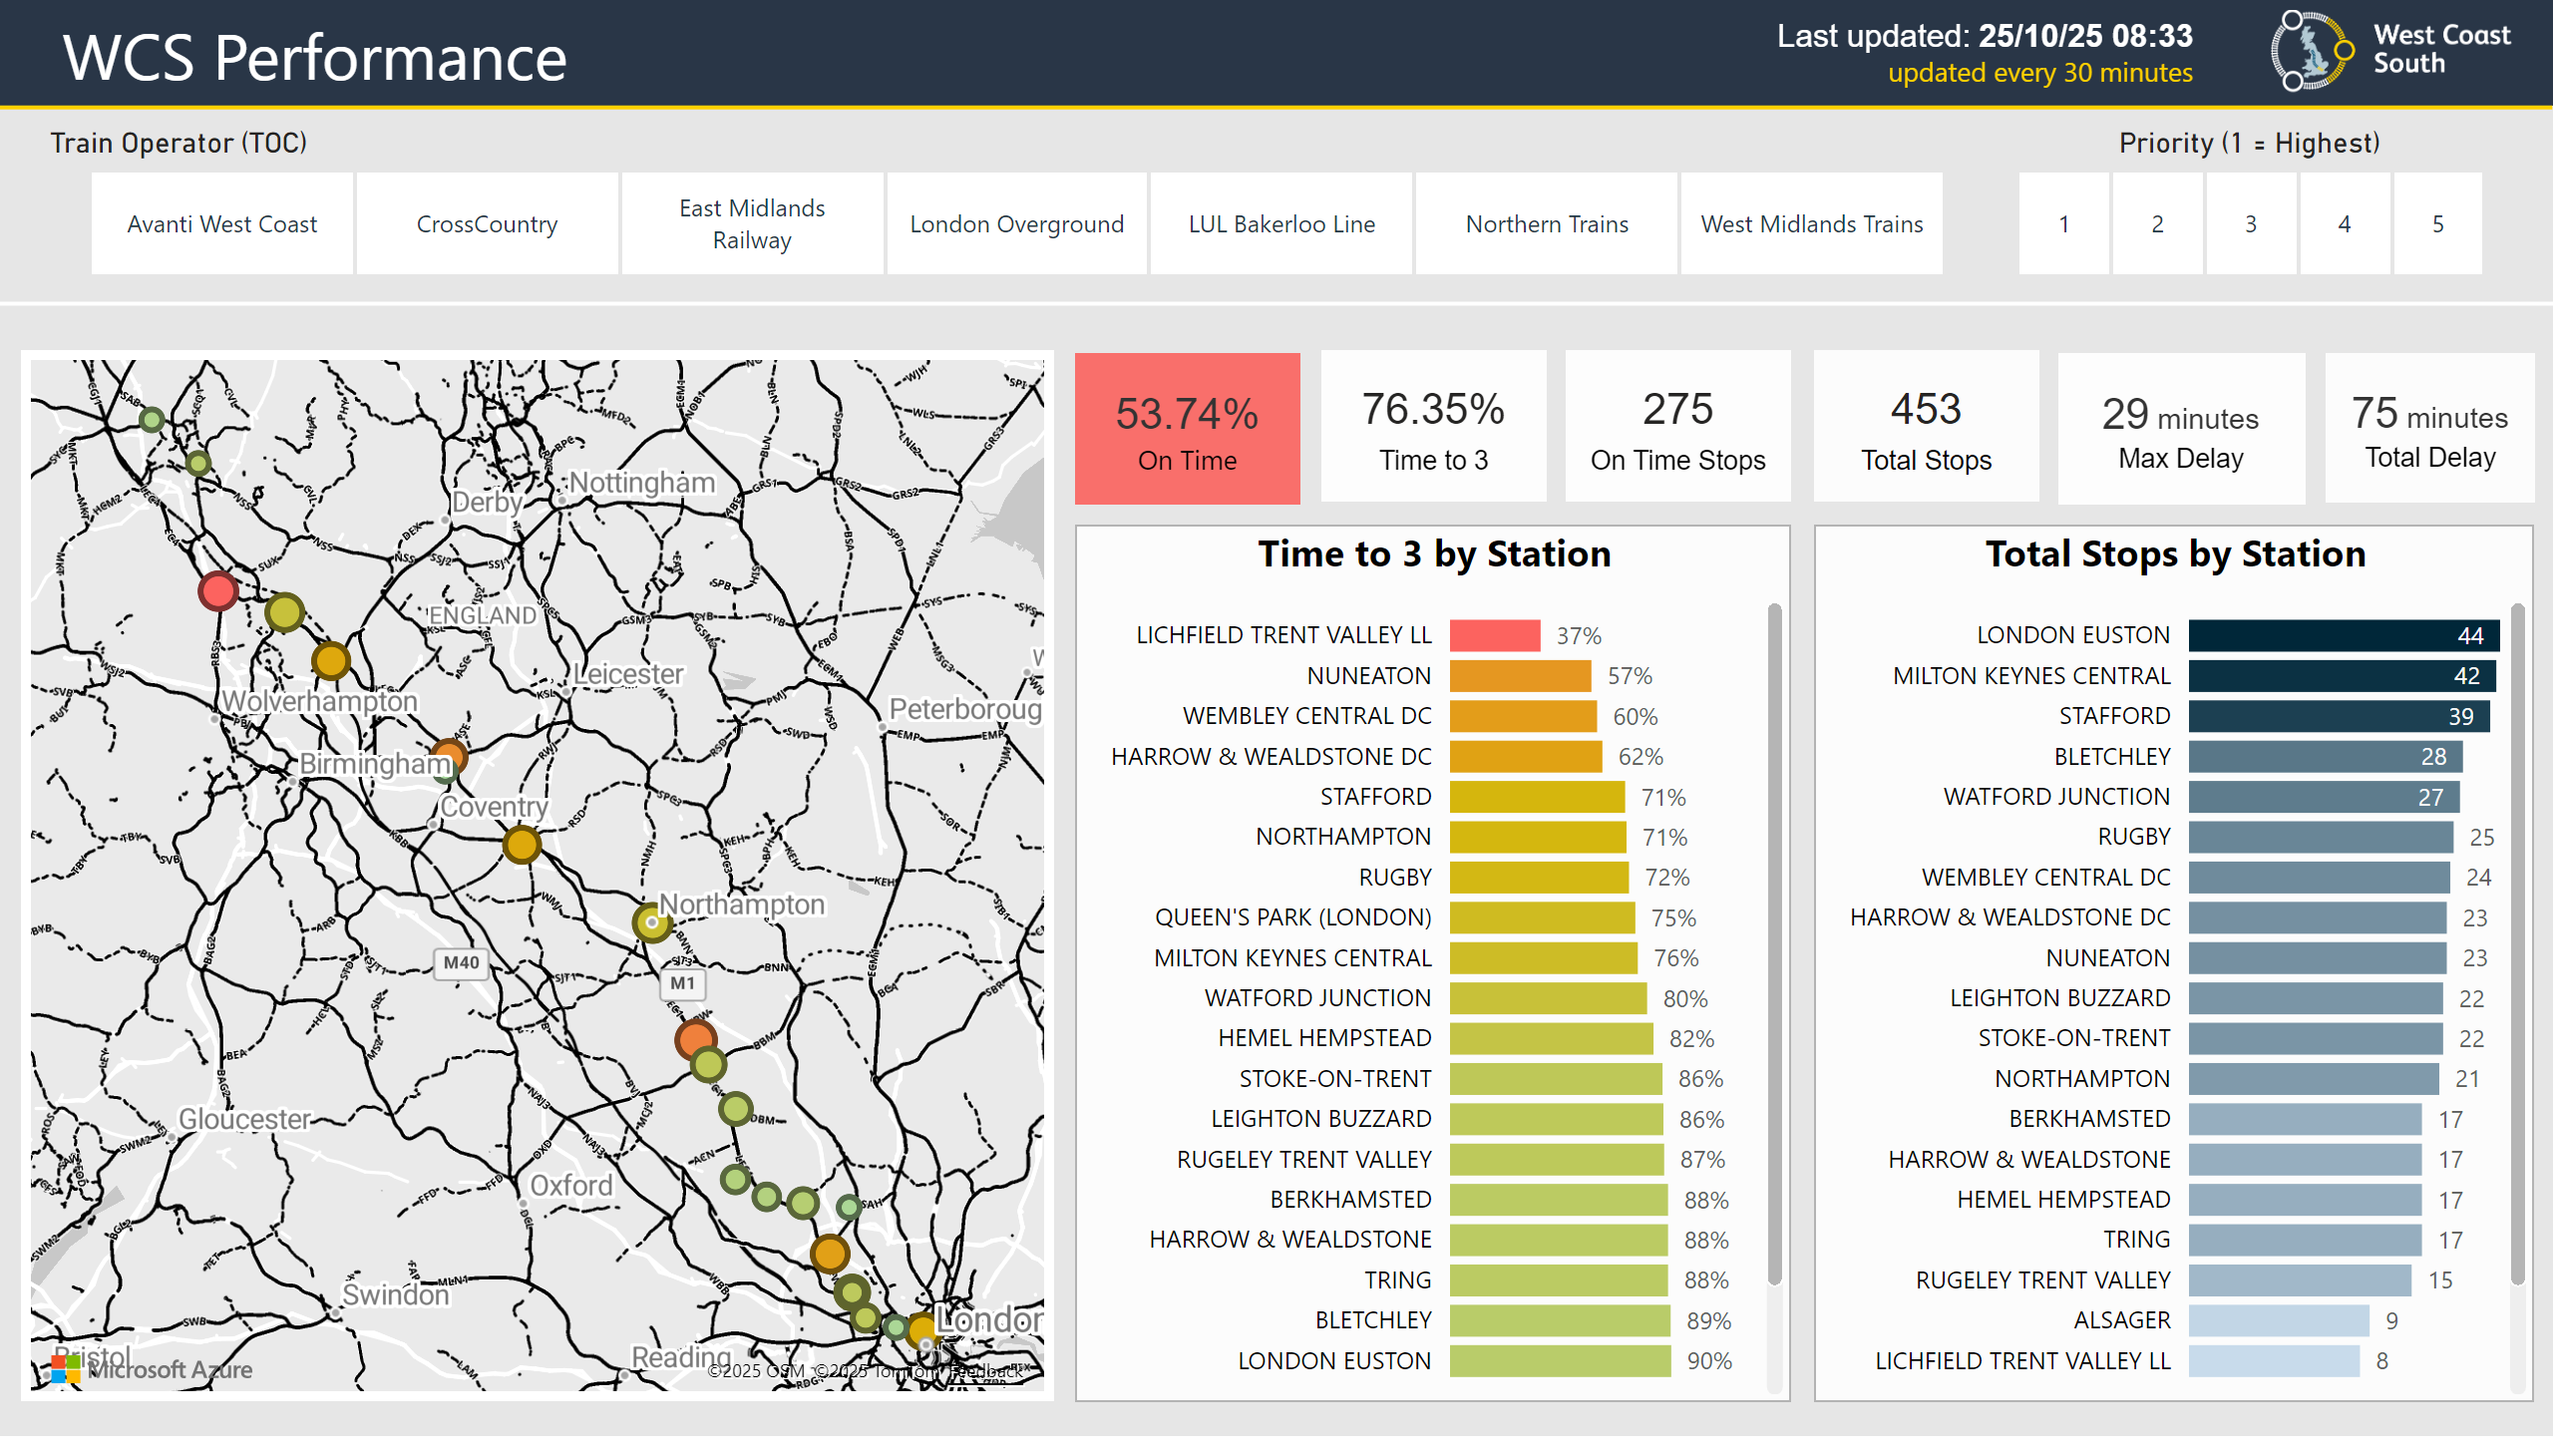 WCS Performance
Last updated: 25/10/25 08:33
updated every 30 minutes
West Coast
South
Train Operator (TOC)
Priority (1 = Highest)
Avanti West Coast
CrossCountry
East Midlands
Railway
London Overground
LUL Bakerloo Line
Northern Trains
West Midlands Trains
1
2
3
4
5
53.74%
On Time
76.35%
Time to 3
275
On Time Stops
453
Total Stops
29 minutes
Max Delay
75 minutes
Total Delay
Nottingham
Derby
ENGLAND
Leicester
Wolverhampton
Peterboroug
Birmingham
Coventry
Northampton
M40
M1
Gloucester
Oxford
Swindon
London
Bristol
Reading
Microsoft Azure
©2025 OSM ©2025 TomTom Feedback
Time to 3 by Station
LICHFIELD TRENT VALLEY LL 37%
NUNEATON 57%
WEMBLEY CENTRAL DC 60%
HARROW & WEALDSTONE DC 62%
STAFFORD 71%
NORTHAMPTON 71%
RUGBY 72%
QUEEN'S PARK (LONDON) 75%
MILTON KEYNES CENTRAL 76%
WATFORD JUNCTION 80%
HEMEL HEMPSTEAD 82%
STOKE-ON-TRENT 86%
LEIGHTON BUZZARD 86%
RUGELEY TRENT VALLEY 87%
BERKHAMSTED 88%
HARROW & WEALDSTONE 88%
TRING 88%
BLETCHLEY 89%
LONDON EUSTON 90%
Total Stops by Station
LONDON EUSTON 44
MILTON KEYNES CENTRAL 42
STAFFORD 39
BLETCHLEY 28
WATFORD JUNCTION 27
RUGBY 25
WEMBLEY CENTRAL DC 24
HARROW & WEALDSTONE DC 23
NUNEATON 23
LEIGHTON BUZZARD 22
STOKE-ON-TRENT 22
NORTHAMPTON 21
BERKHAMSTED 17
HARROW & WEALDSTONE 17
HEMEL HEMPSTEAD 17
TRING 17
RUGELEY TRENT VALLEY 15
ALSAGER 9
LICHFIELD TRENT VALLEY LL 8